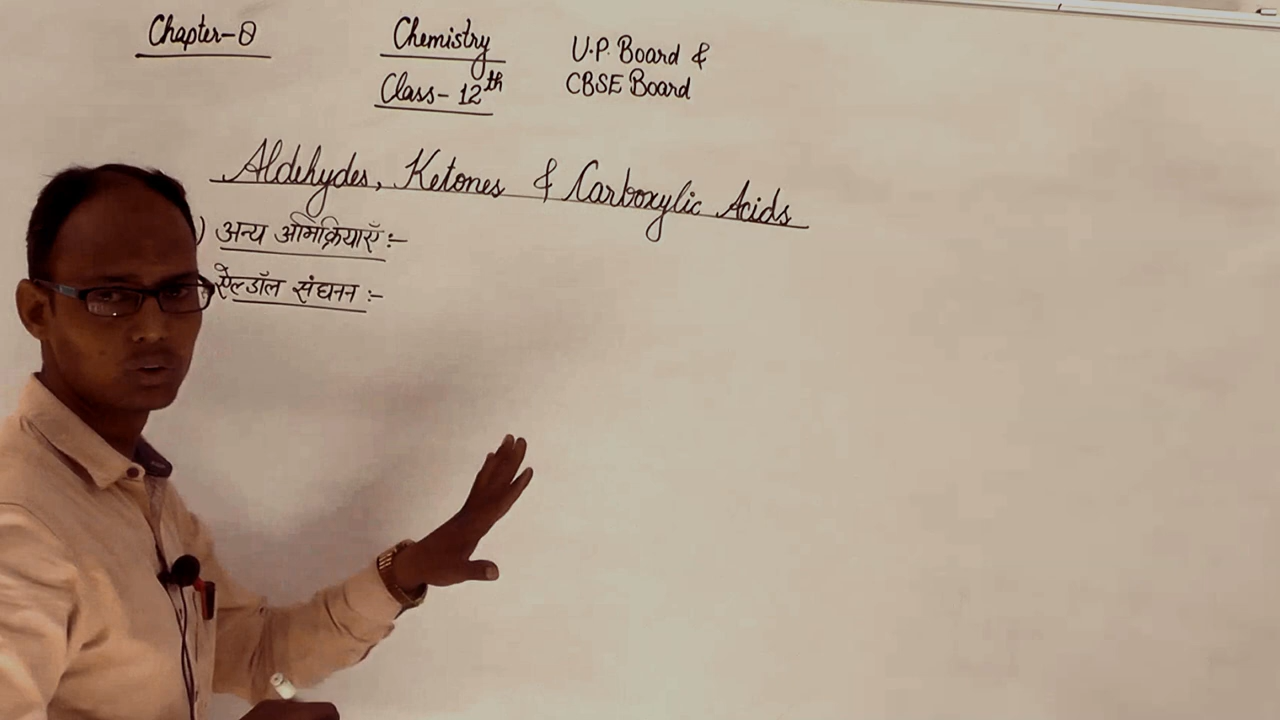 Chapter-8
Chemistry
Class- 12th
U.P. Board &
CBSE Board
Aldehydes, Ketones & Carboxylic Acids
) अन्य अभिक्रियाएँ :-
ऐल्डॉल संघनन :-